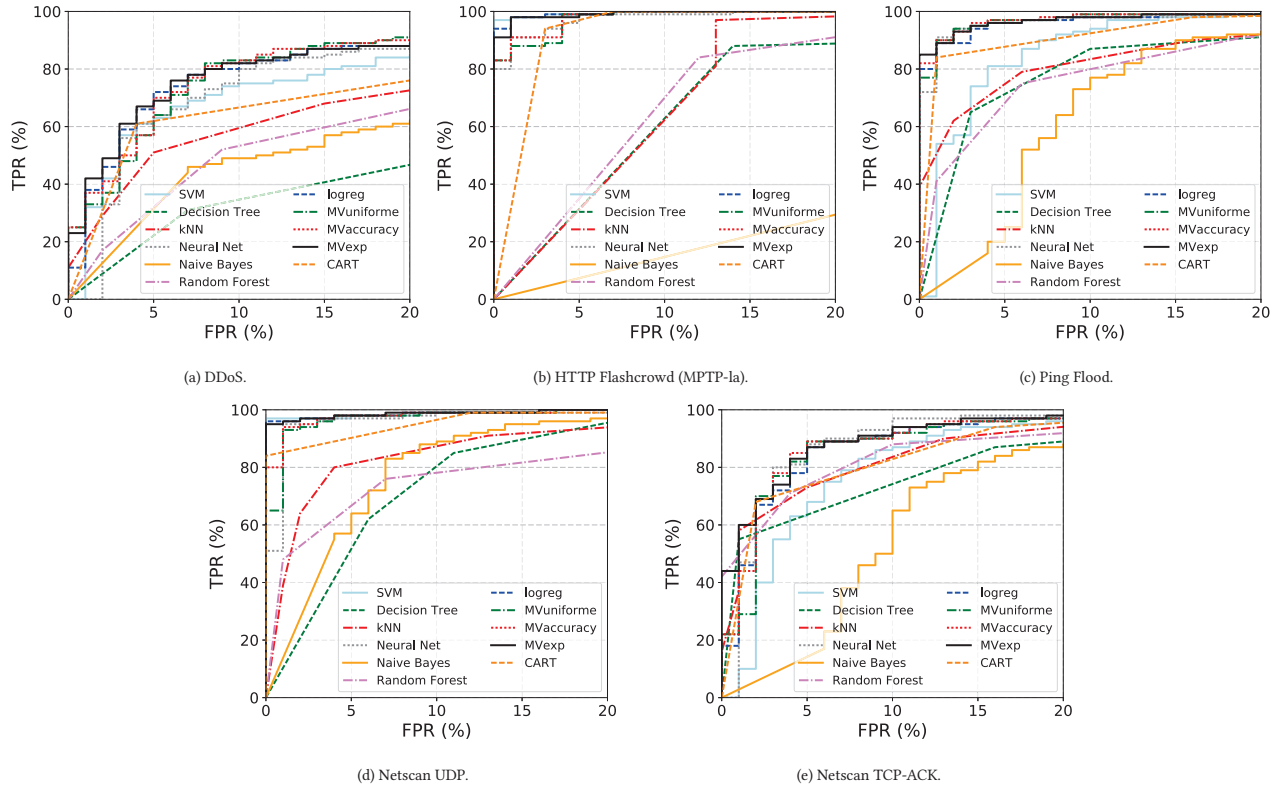 100
80
60
40
20
0
TPR (%)
0 5 10 15 20
FPR (%)
SVM
Decision Tree
kNN
Neural Net
Naive Bayes
Random Forest
logreg
MVuniforme
MVaccuracy
MVexp
CART
(a) DDoS.
100
80
60
40
20
0
TPR (%)
0 5 10 15 20
FPR (%)
SVM
Decision Tree
kNN
Neural Net
Naive Bayes
Random Forest
logreg
MVuniforme
MVaccuracy
MVexp
CART
(b) HTTP Flashcrowd (MPTP-la).
100
80
60
40
20
0
TPR (%)
0 5 10 15 20
FPR (%)
SVM
Decision Tree
kNN
Neural Net
Naive Bayes
Random Forest
logreg
MVuniforme
MVaccuracy
MVexp
CART
(c) Ping Flood.
100
80
60
40
20
0
TPR (%)
0 5 10 15 20
FPR (%)
SVM
Decision Tree
kNN
Neural Net
Naive Bayes
Random Forest
logreg
MVuniforme
MVaccuracy
MVexp
CART
(d) Netscan UDP.
100
80
60
40
20
0
TPR (%)
0 5 10 15 20
FPR (%)
SVM
Decision Tree
kNN
Neural Net
Naive Bayes
Random Forest
logreg
MVuniforme
MVaccuracy
MVexp
CART
(e) Netscan TCP-ACK.